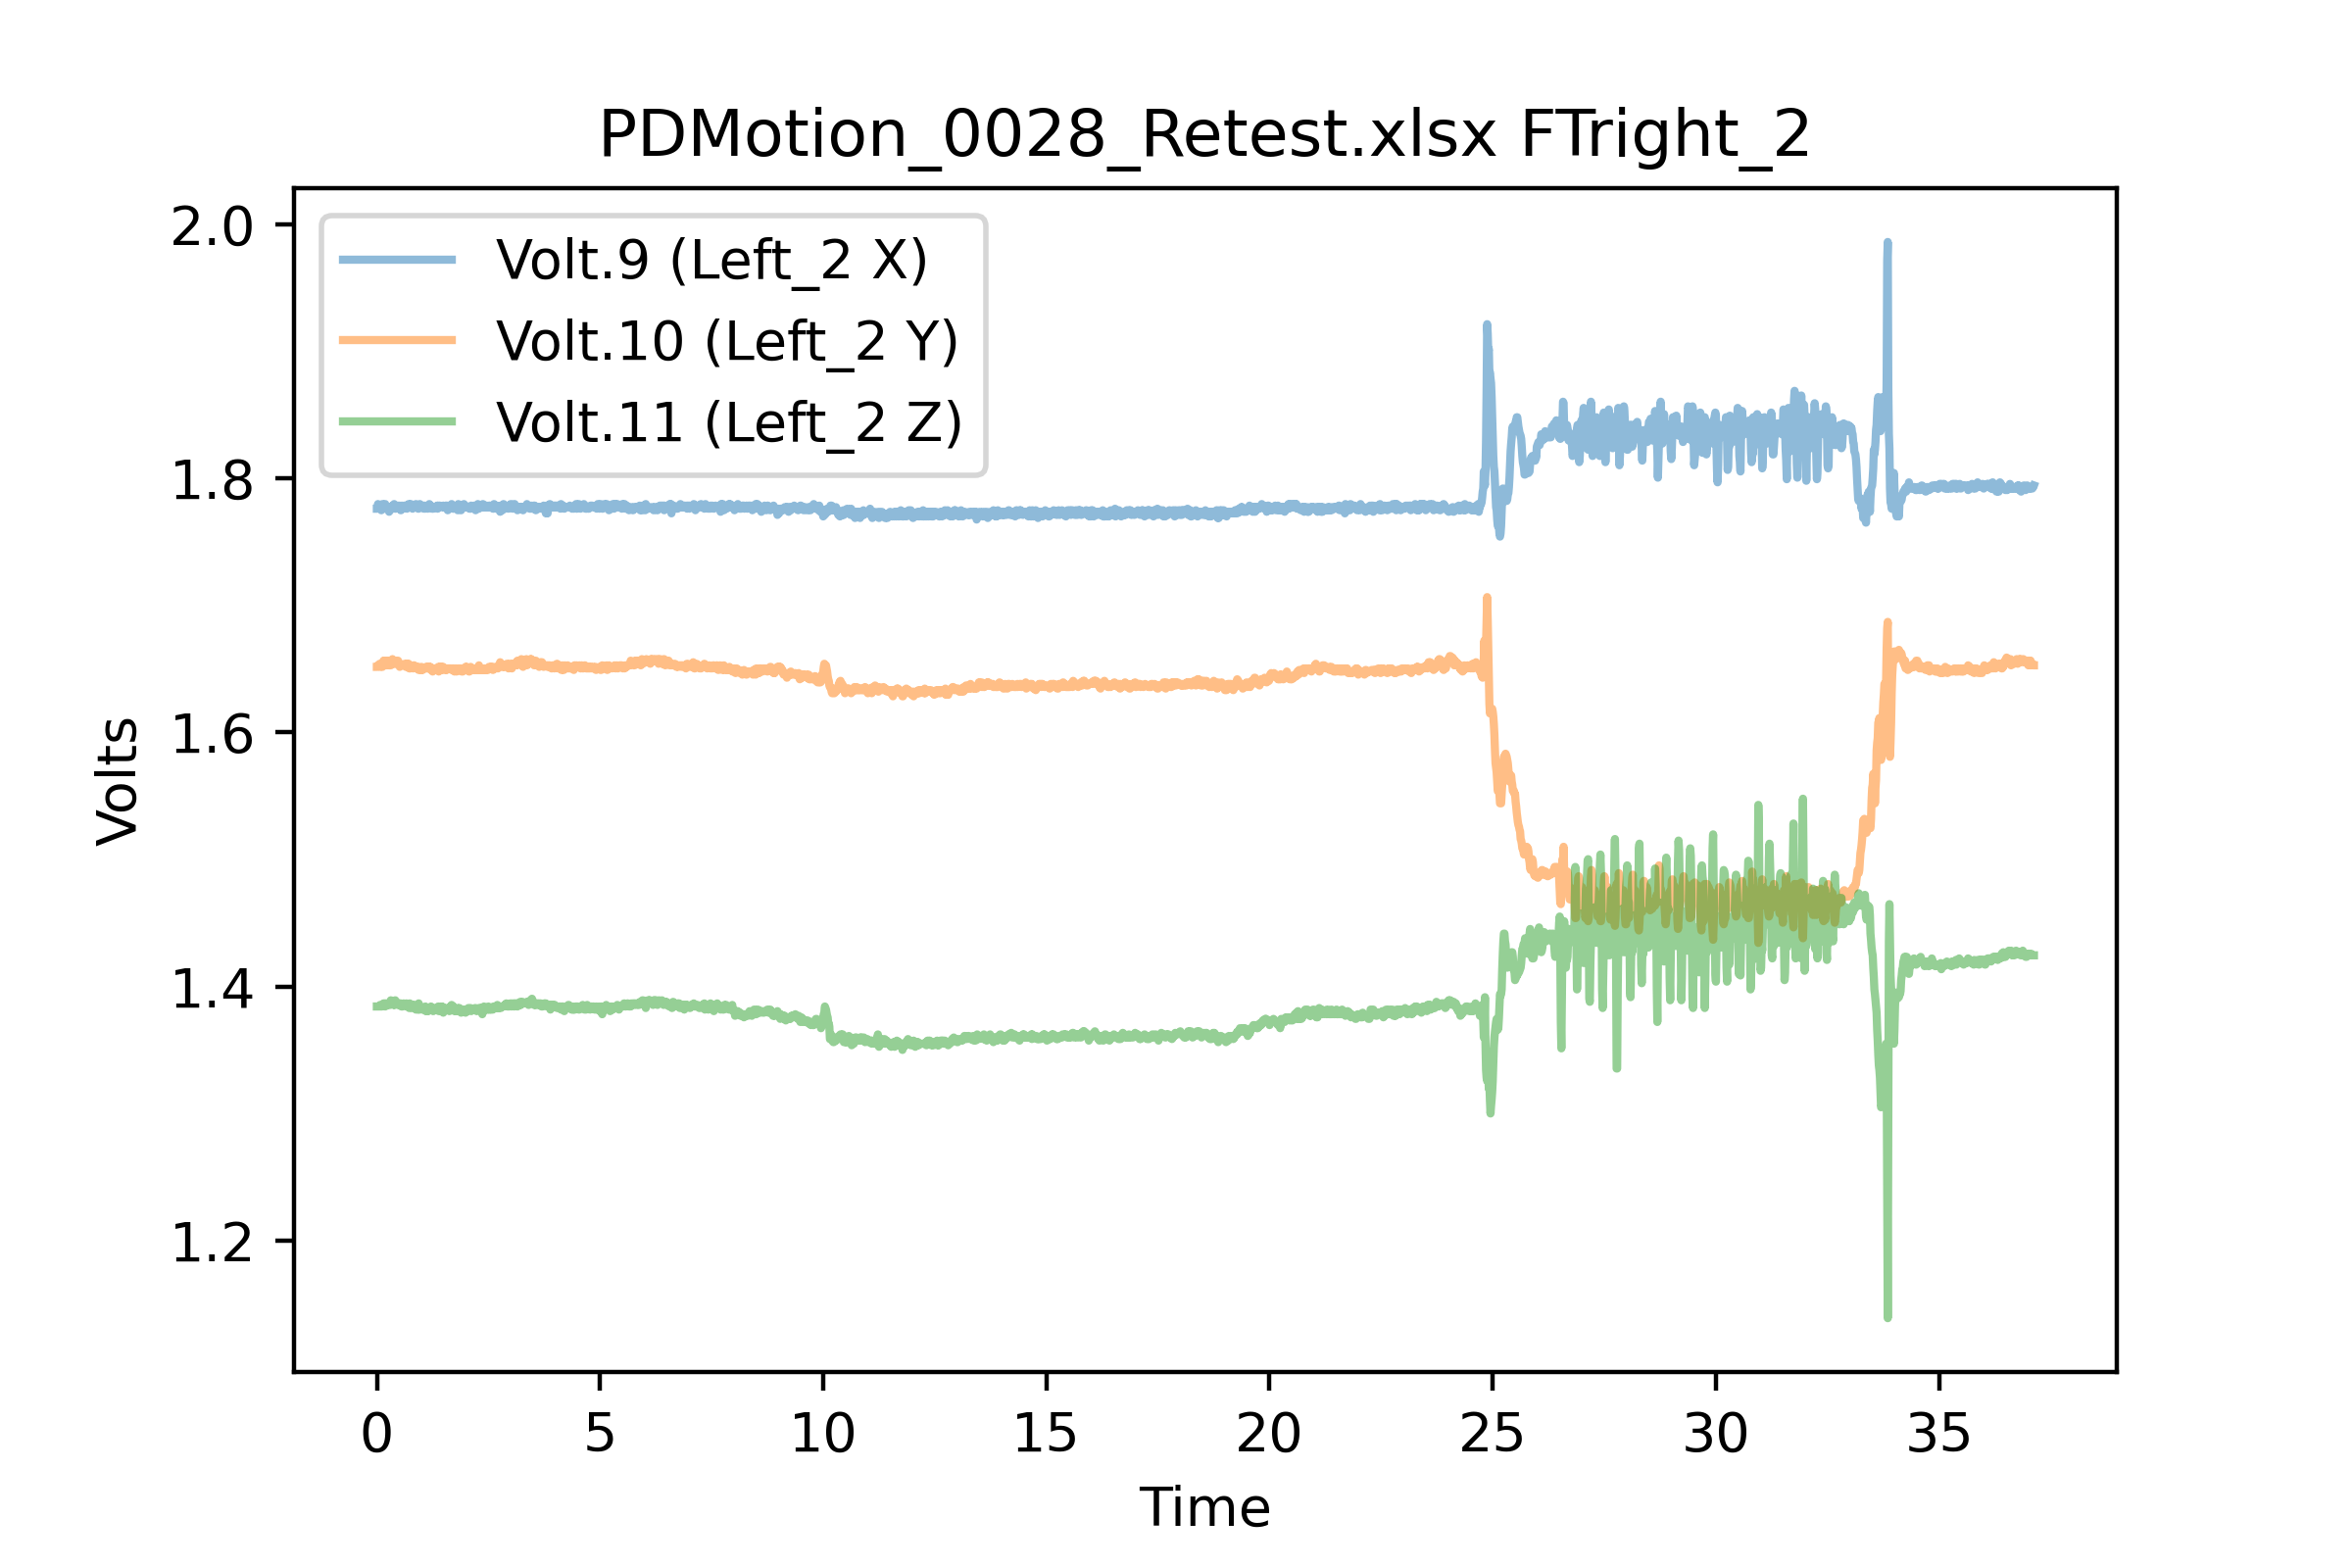 PDMotion_0028_Retest.xlsx FTright_2
Volt.9 (Left_2 X)
Volt.10 (Left_2 Y)
Volt.11 (Left_2 Z)
Volts
2.0
1.8
1.6
1.4
1.2
0 5 10 15 20 25 30 35
Time